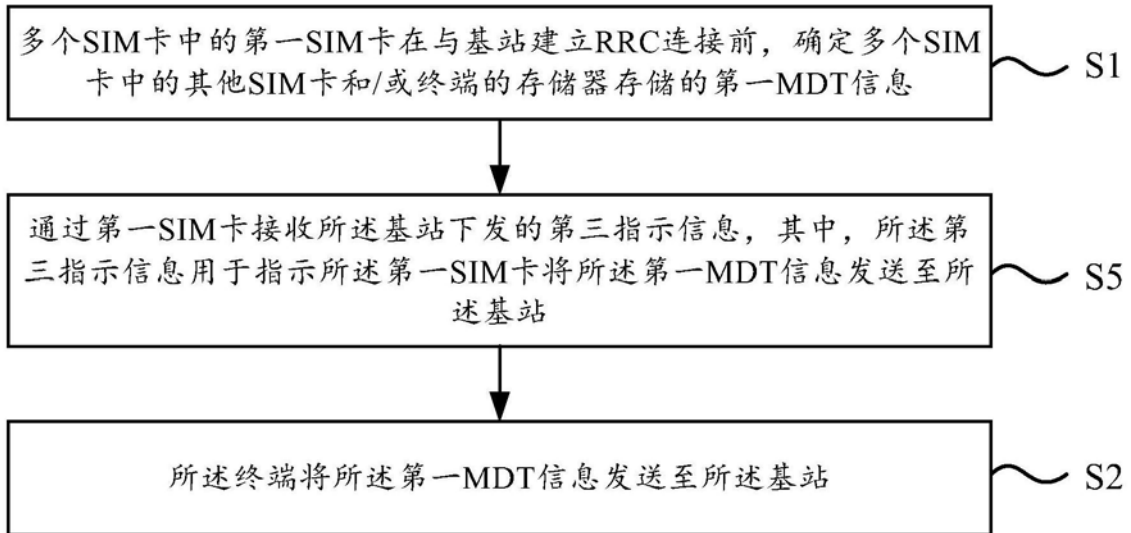 多个SIM卡中的第一SIM卡在与基站建立RRC连接前，确定多个SIM
卡中的其他SIM卡和/或终端的存储器存储的第一MDT信息
S1
通过第一SIM卡接收所述基站下发的第三指示信息，其中，所述第
三指示信息用于指示所述第一SIM卡将所述第一MDT信息发送至所
述基站
S5
所述终端将所述第一MDT信息发送至所述基站
S2